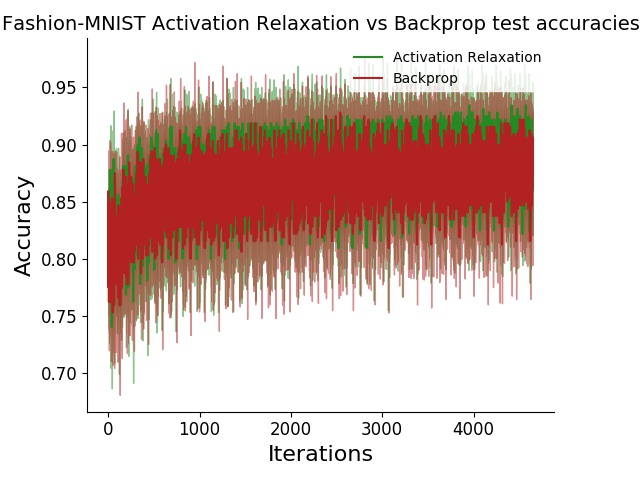 Fashion-MNIST Activation Relaxation vs Backprop test accuracies
Activation Relaxation
Backprop
Accuracy
0.95
0.90
0.85
0.80
0.75
0.70
0 1000 2000 3000 4000
Iterations